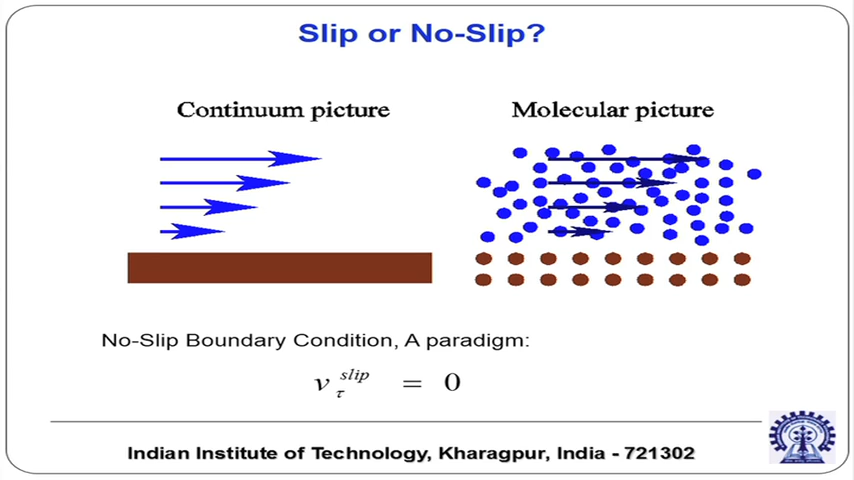 Slip or No-Slip?
Continuum picture
Molecular picture
No-Slip Boundary Condition, A paradigm:
v_τ^slip = 0
Indian Institute of Technology, Kharagpur, India - 721302